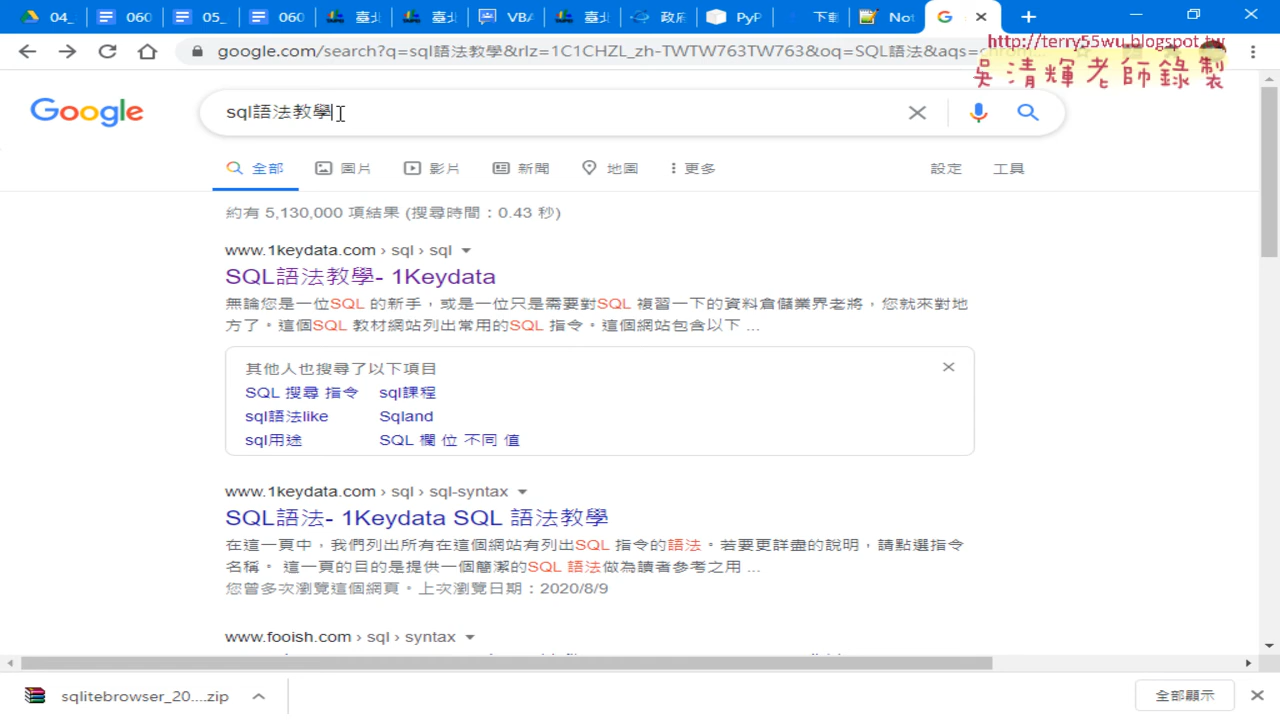 04_
060
05_
060
臺北
臺北
VBA
臺北
政府
PyP
下載
Not
google.com/search?q=sql語法教學&rlz=1C1CHZL_zh-TWTW763TW763&oq=SQL語法&aqs=c
http://terry55wu.blogspot.tw
吳清輝老師錄製
Google
sql語法教學
全部
圖片
影片
新聞
地圖
更多
設定
工具
約有 5,130,000 項結果 (搜尋時間：0.43 秒)
www.1keydata.com › sql › sql
SQL語法教學- 1Keydata
無論您是一位SQL 的新手，或是一位只是需要對SQL 複習一下的資料倉儲業界老將，您就來對地
方了。這個SQL 教材網站列出常用的SQL 指令。這個網站包含以下 ...
其他人也搜尋了以下項目
SQL 搜尋 指令
sql課程
sql語法like
Sqland
sql用途
SQL 欄 位 不同 值
www.1keydata.com › sql › sql-syntax
SQL語法- 1Keydata SQL 語法教學
在這一頁中，我們列出所有在這個網站有列出SQL 指令的語法。若要更詳盡的說明，請點選指令
名稱。 這一頁的目的是提供一個簡潔的SQL 語法做為讀者參考之用 ...
您曾多次瀏覽這個網頁。上次瀏覽日期：2020/8/9
www.fooish.com › sql › syntax
sqlitebrowser_20....zip
全部顯示